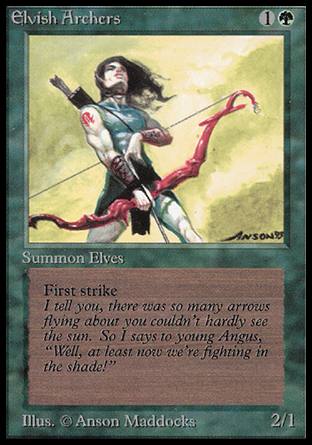 Elvish Archers 1
ANSON 93
Summon Elves
First strike
I tell you, there was so many arrows
flying about you couldn't hardly see
the sun. So I says to young Angus,
"Well, at least now we're fighting in
the shade!"
Illus. © Anson Maddocks 2/1